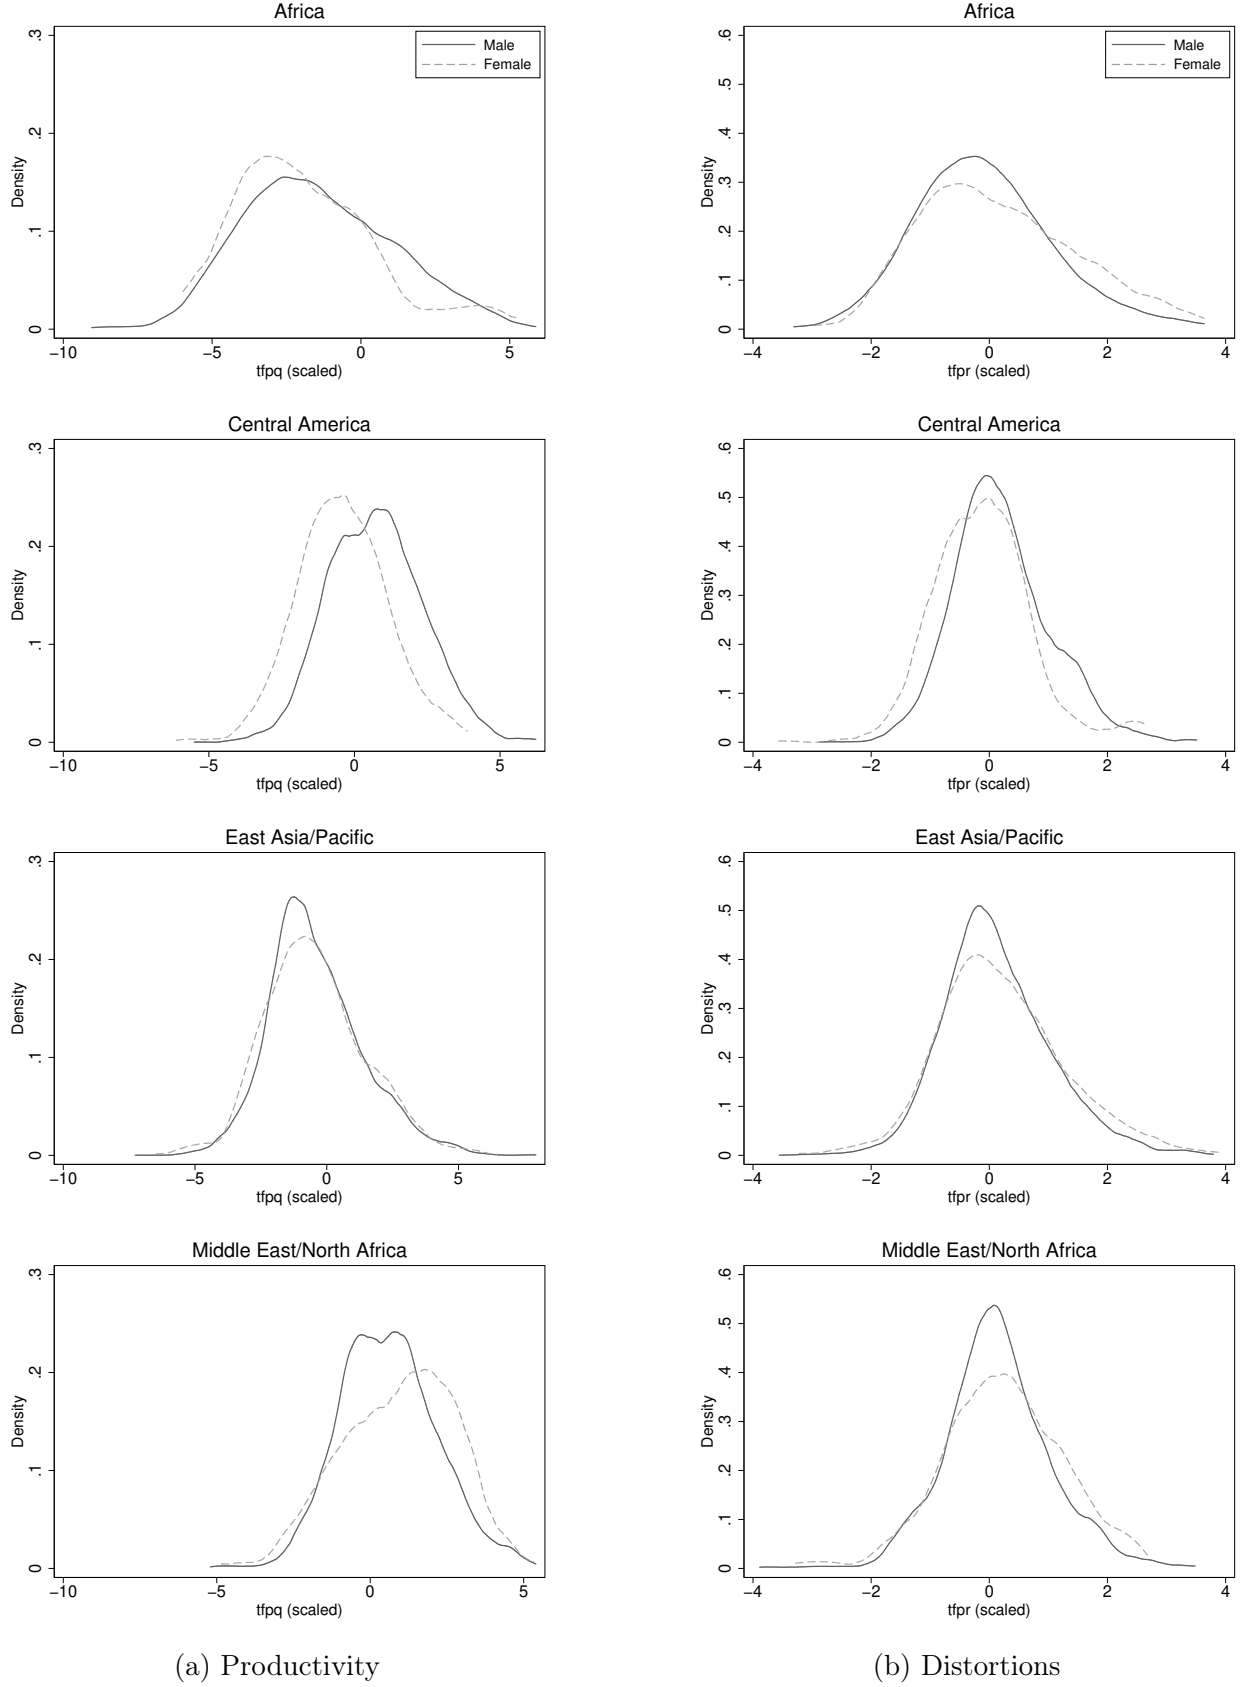 Africa
.3
.2
.1
0
Density
Male
Female
−10
−5
0
5
tfpq (scaled)
Africa
.6
.5
.4
.3
.2
.1
0
Density
Male
Female
−4
−2
0
2
4
tfpr (scaled)
Central America
.3
.2
.1
0
Density
−10
−5
0
5
tfpq (scaled)
Central America
.6
.5
.4
.3
.2
.1
0
Density
−4
−2
0
2
4
tfpr (scaled)
East Asia/Pacific
.3
.2
.1
0
Density
−10
−5
0
5
tfpq (scaled)
East Asia/Pacific
.6
.5
.4
.3
.2
.1
0
Density
−4
−2
0
2
4
tfpr (scaled)
Middle East/North Africa
.3
.2
.1
0
Density
−10
−5
0
5
tfpq (scaled)
Middle East/North Africa
.6
.5
.4
.3
.2
.1
0
Density
−4
−2
0
2
4
tfpr (scaled)
(a) Productivity
(b) Distortions